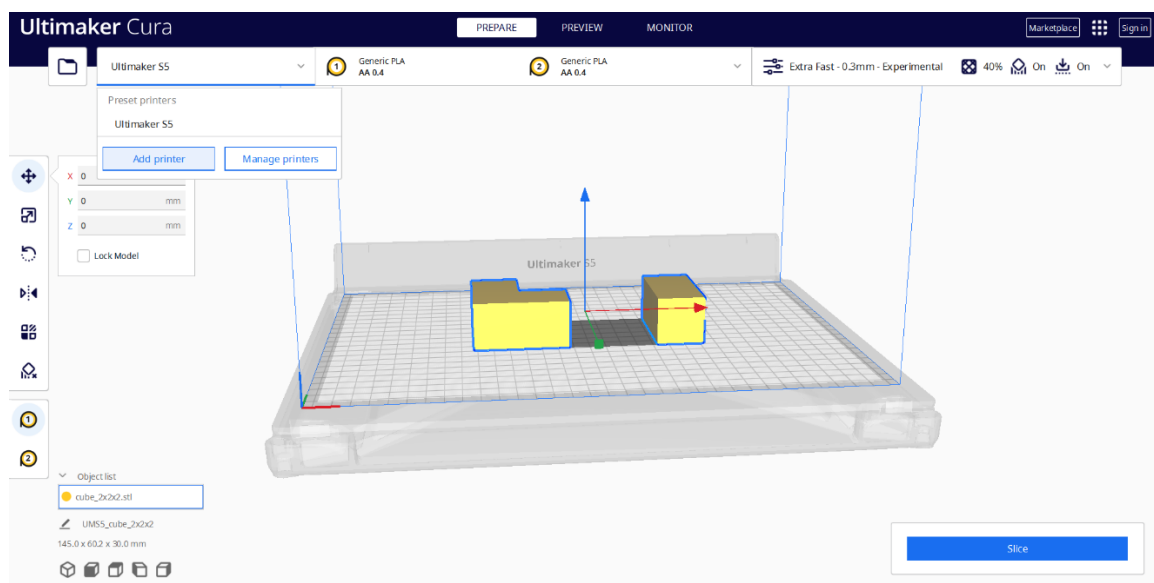 Ultimaker Cura
PREPARE
PREVIEW
MONITOR
Marketplace
Sign in
Ultimaker S5
1
Generic PLA
AA 0.4
2
Generic PLA
AA 0.4
Extra Fast - 0.3mm - Experimental
40%
On
On
Preset printers
Ultimaker S5
Add printer
Manage printers
X 0
Y 0 mm
Z 0 mm
Lock Model
Ultimaker S5
1
2
Object list
cube_2x2x2.stl
UMS5_cube_2x2x2
145.0 x 60.2 x 30.0 mm
Slice